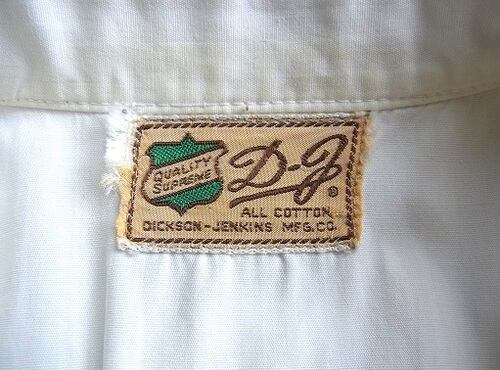 QUALITY
SUPREME
D-J ®
ALL COTTON
DICKSON-JENKINS MFG. CO.